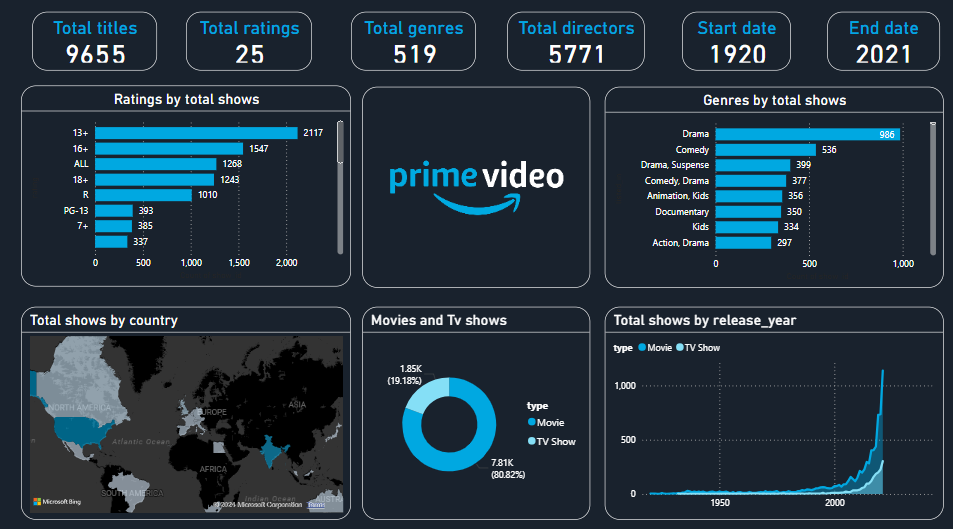 Total titles
9655
Total ratings
25
Total genres
519
Total directors
5771
Start date
1920
End date
2021
Ratings by total shows
13+ 2117
16+ 1547
ALL 1268
18+ 1243
R 1010
PG-13 393
7+ 385
337
0 500 1,000 1,500 2,000
prime video
Genres by total shows
Drama 986
Comedy 536
Drama, Suspense 399
Comedy, Drama 377
Animation, Kids 356
Documentary 350
Kids 334
Action, Drama 297
0 500 1,000
Total shows by country
NORTH AMERICA
EUROPE
ASIA
Atlantic Ocean
AFRICA
SOUTH AMERICA
Indian Ocean
AUSTRA
Microsoft Bing
© 2024 Microsoft Corporation
Movies and Tv shows
1.85K
(19.18%)
type
Movie
TV Show
7.81K
(80.82%)
Total shows by release_year
type Movie TV Show
1,000
500
0
1950 2000